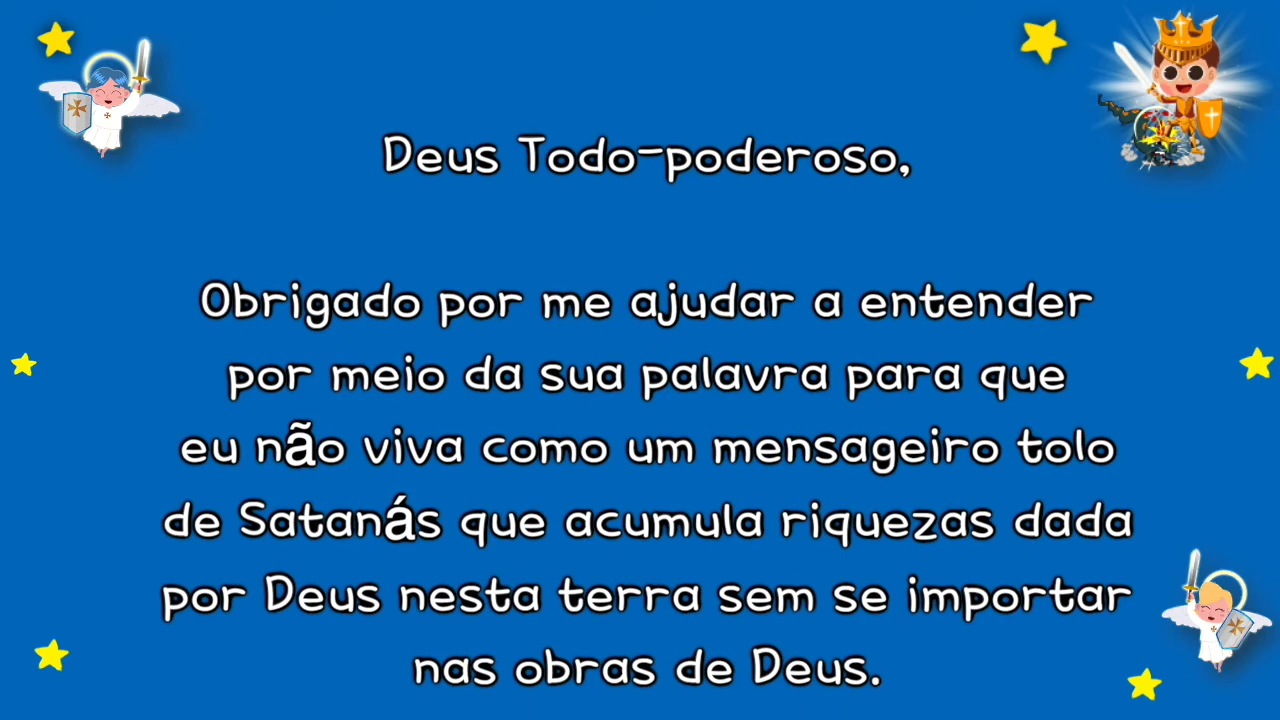 Deus Todo-poderoso,
Obrigado por me ajudar a entender
por meio da sua palavra para que
eu não viva como um mensageiro tolo
de Satanás que acumula riquezas dada
por Deus nesta terra sem se importar
nas obras de Deus.